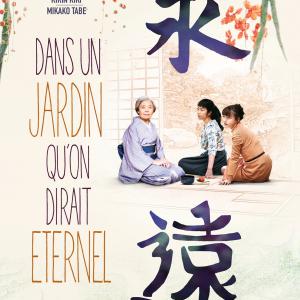 KIRIN KIKI
MIKAKO TABE
DANS UN
JARDIN
QU'ON
DIRAIT
ETERNEL
永
遠